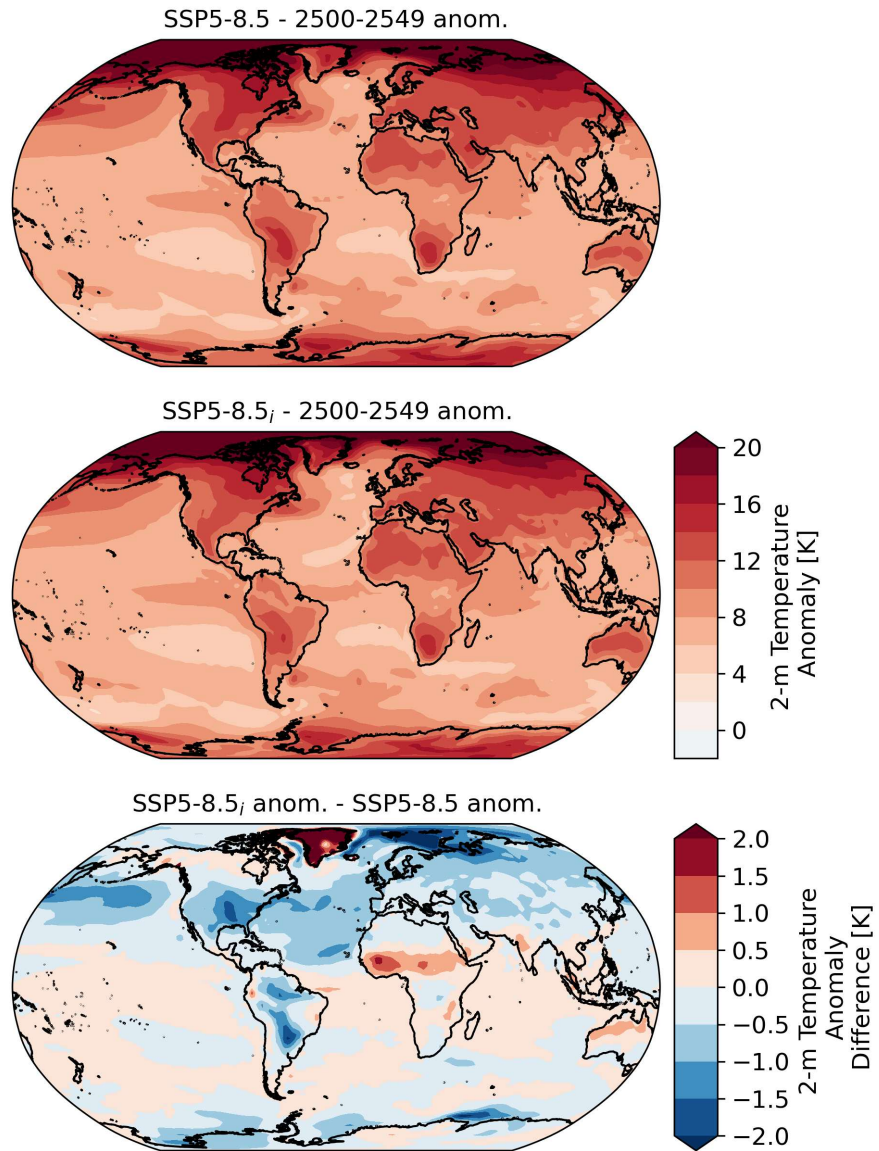 SSP5-8.5 - 2500-2549 anom.
SSP5-8.5ᵢ - 2500-2549 anom.
20
16
12
8
4
0
2-m Temperature
Anomaly [K]
SSP5-8.5ᵢ anom. - SSP5-8.5 anom.
2.0
1.5
1.0
0.5
0.0
−0.5
−1.0
−1.5
−2.0
2-m Temperature
Anomaly
Difference [K]